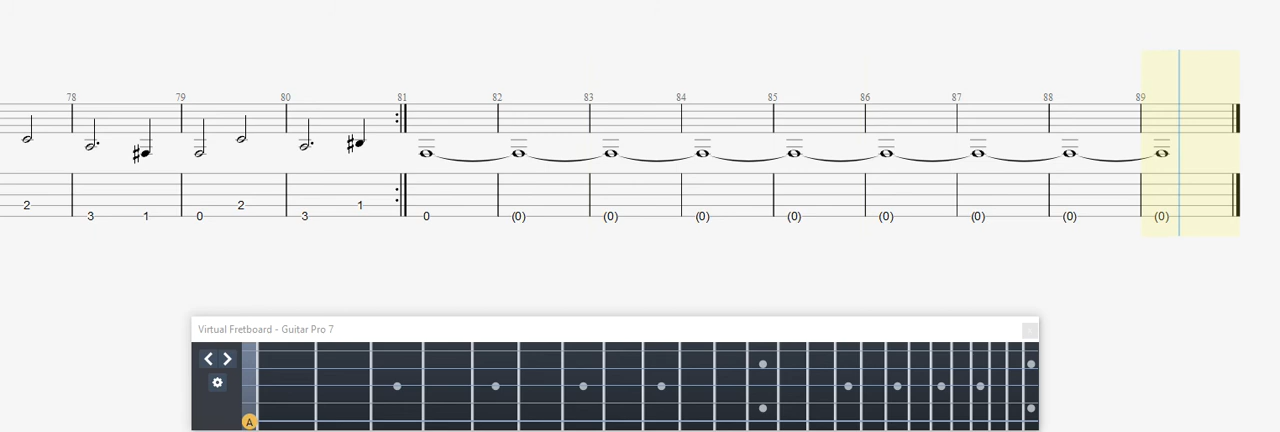 78 79 80 81 82 83 84 85 86 87 88 89
2 3 1 0 2 3 1 0 (0) (0) (0) (0) (0) (0) (0) (0)
Virtual Fretboard - Guitar Pro 7
A